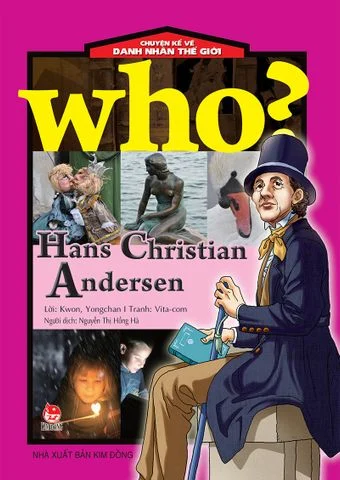 CHUYỆN KỂ VỀ
DANH NHÂN THẾ GIỚI
who?
Hans Christian
Andersen
Lời: Kwon, Yongchan I Tranh: Vita-com
Người dịch: Nguyễn Thị Hồng Hà
NHÀ XUẤT BẢN KIM ĐỒNG